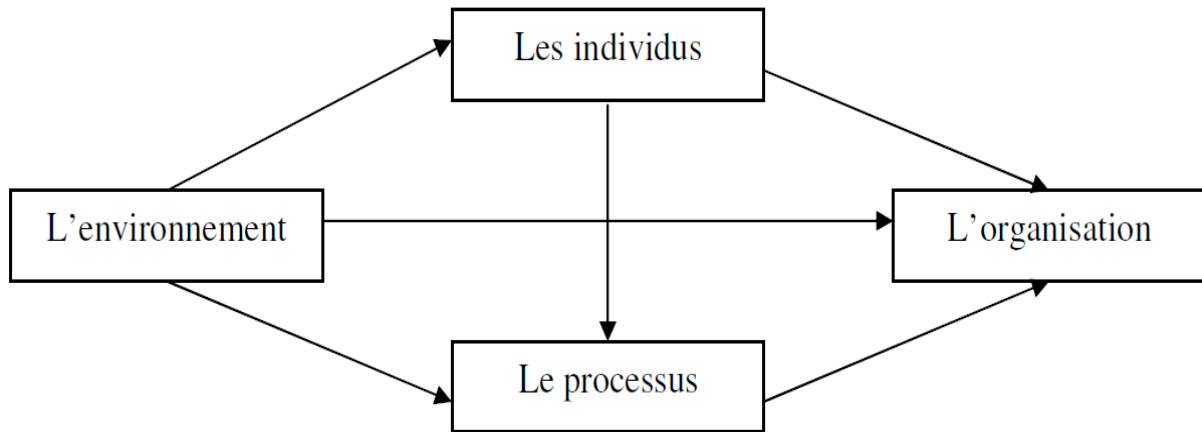 Les individus
L’environnement
L’organisation
Le processus